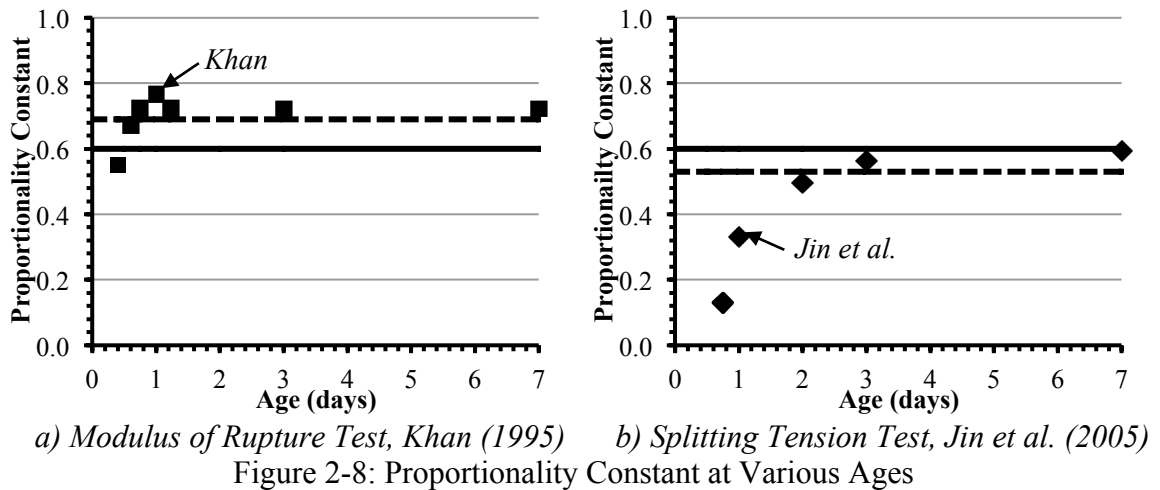 1.0
0.8
0.6
0.4
0.2
0.0
Proportionality Constant
Khan
0 1 2 3 4 5 6 7
Age (days)
a) Modulus of Rupture Test, Khan (1995)
1.0
0.8
0.6
0.4
0.2
0.0
Proportionailty Constant
Jin et al.
0 1 2 3 4 5 6 7
Age (days)
b) Splitting Tension Test, Jin et al. (2005)
Figure 2-8: Proportionality Constant at Various Ages